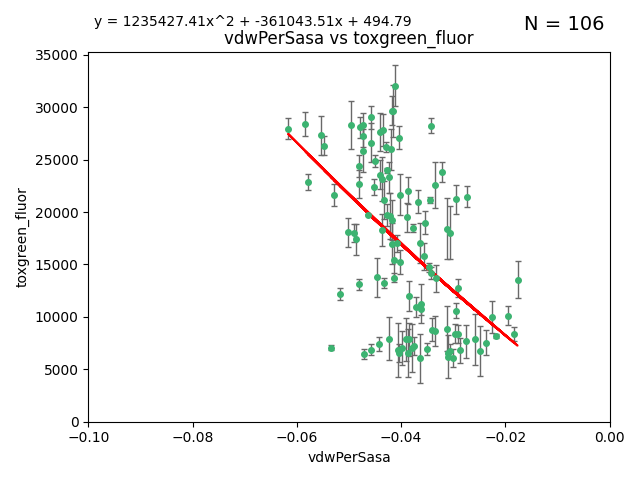 y = 1235427.41x^2 + -361043.51x + 494.79
N = 106
vdwPerSasa vs toxgreen_fluor
35000
30000
25000
20000
15000
10000
5000
0
toxgreen_fluor
−0.10 −0.08 −0.06 −0.04 −0.02 0.00
vdwPerSasa